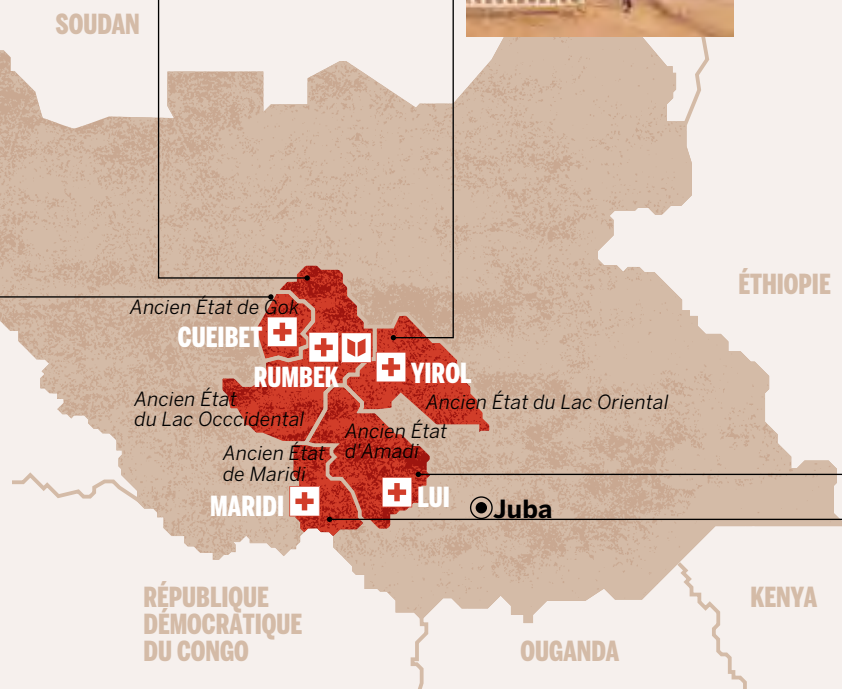 SOUDAN
ÉTHIOPIE
Ancien État de Gok
CUEIBET
RUMBEK
YIROL
Ancien État
du Lac Occcidental
Ancien État du Lac Oriental
Ancien État
d'Amadi
Ancien État
de Maridi
MARIDI
LUI
Juba
RÉPUBLIQUE
DÉMOCRATIQUE
DU CONGO
OUGANDA
KENYA